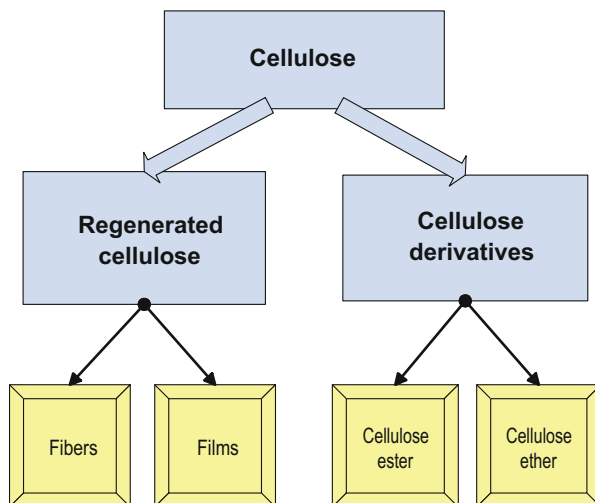 Cellulose
Regenerated
cellulose
Cellulose
derivatives
Fibers
Films
Cellulose
ester
Cellulose
ether